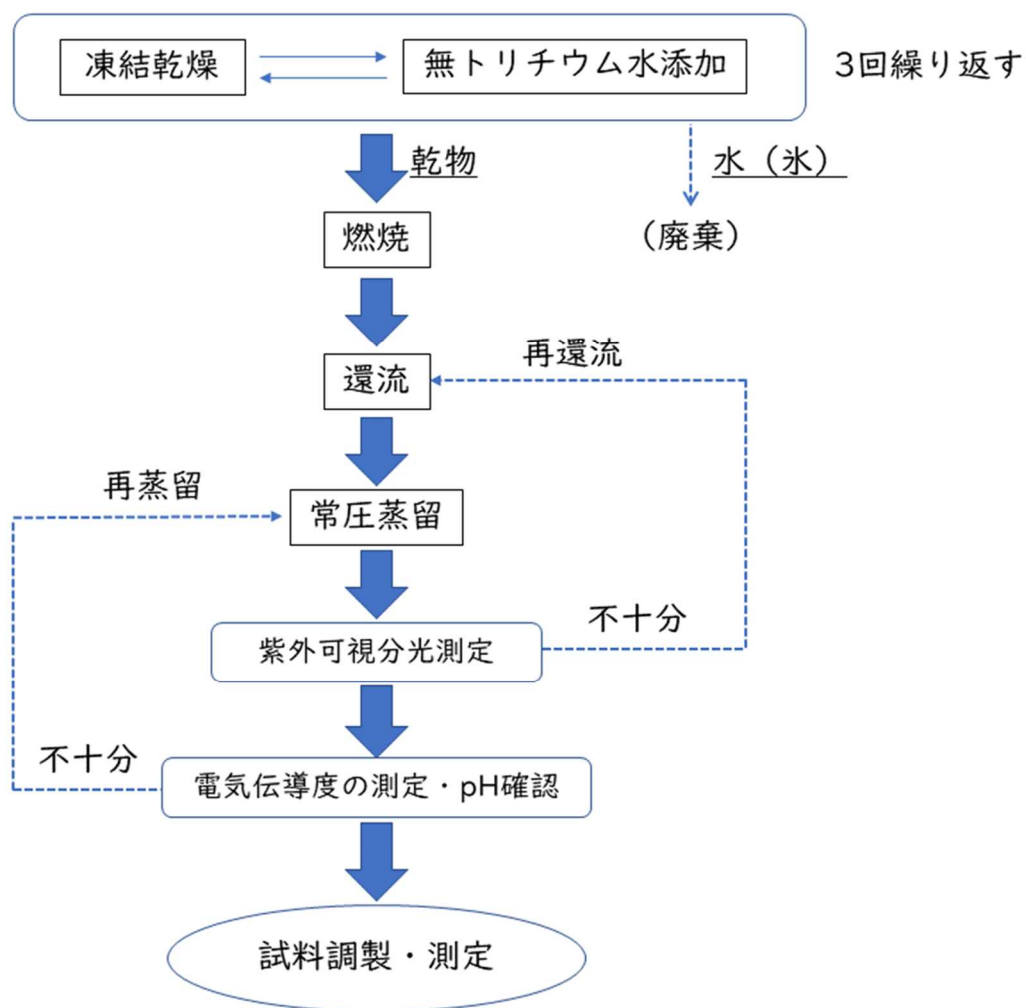 凍結乾燥
無トリチウム水添加
3回繰り返す
乾物
水（氷）
燃焼
（廃棄）
還流
再還流
再蒸留
常圧蒸留
不十分
紫外可視分光測定
不十分
電気伝導度の測定・pH確認
試料調製・測定